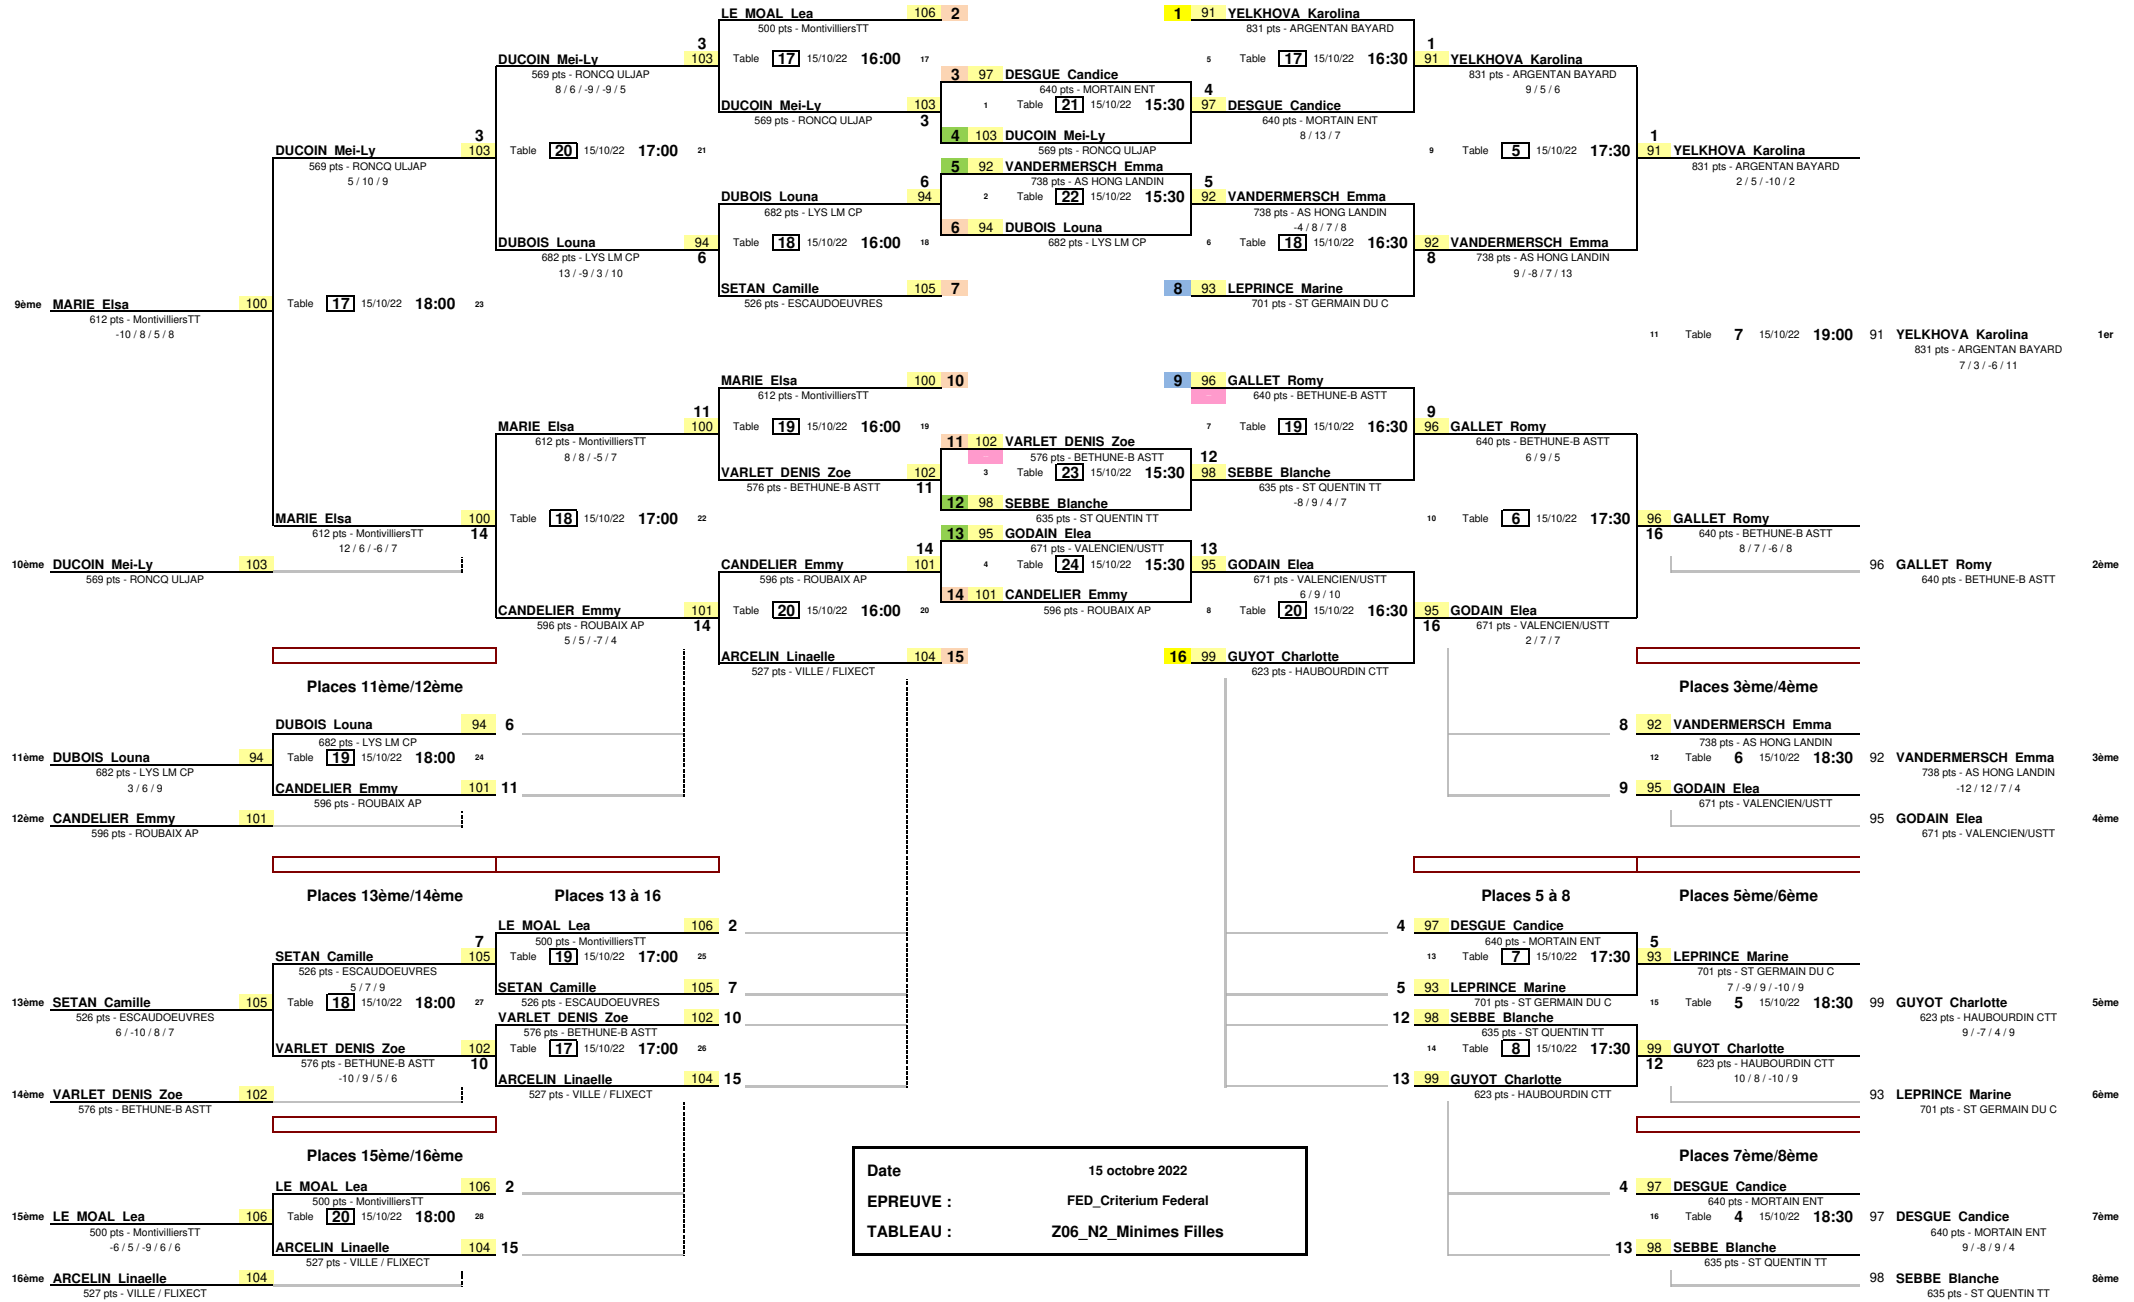 LE MOAL Lea 106 2 1 91 YELKHOVA Karolina
500 pts - MontivilliersTT 831 pts - ARGENTAN BAYARD
3 1
DUCOIN Mei-Ly 103 Table 17 15/10/22 16:00 17 5 Table 17 15/10/22 16:30 91 YELKHOVA Karolina
569 pts - RONCQ ULJAP 3 97 DESGUE Candice 831 pts - ARGENTAN BAYARD
8 / 6 / -9 / -9 / 5 640 pts - MORTAIN ENT 4 9 / 5 / 6
DUCOIN Mei-Ly 103 1 Table 21 15/10/22 15:30 97 DESGUE Candice
569 pts - RONCQ ULJAP 3 640 pts - MORTAIN ENT
3 4 103 DUCOIN Mei-Ly 8 / 13 / 7 1
DUCOIN Mei-Ly 103 Table 20 15/10/22 17:00 21 569 pts - RONCQ ULJAP 9 Table 5 15/10/22 17:30 91 YELKHOVA Karolina
569 pts - RONCQ ULJAP 5 92 VANDERMERSCH Emma 831 pts - ARGENTAN BAYARD
5 / 10 / 9 6 738 pts - AS HONG LANDIN 5 2 / 5 / -10 / 2
DUBOIS Louna 94 2 Table 22 15/10/22 15:30 92 VANDERMERSCH Emma
682 pts - LYS LM CP 738 pts - AS HONG LANDIN
6 94 DUBOIS Louna -4 / 8 / 7 / 8
DUBOIS Louna 94 Table 18 15/10/22 16:00 18 682 pts - LYS LM CP 6 Table 18 15/10/22 16:30 92 VANDERMERSCH Emma
682 pts - LYS LM CP 6 8 738 pts - AS HONG LANDIN
13 / -9 / 3 / 10 9 / -8 / 7 / 13
SETAN Camille 105 7 8 93 LEPRINCE Marine
9ème MARIE Elsa 100 Table 17 15/10/22 18:00 23 526 pts - ESCAUDOEUVRES 701 pts - ST GERMAIN DU C
612 pts - MontivilliersTT
-10 / 8 / 5 / 8 11 Table 7 15/10/22 19:00 91 YELKHOVA Karolina 1er
831 pts - ARGENTAN BAYARD
7 / 3 / -6 / 11
MARIE Elsa 100 10 9 96 GALLET Romy
612 pts - MontivilliersTT 640 pts - BETHUNE-B ASTT
11 9
MARIE Elsa 100 Table 19 15/10/22 16:00 19 7 Table 19 15/10/22 16:30 96 GALLET Romy
612 pts - MontivilliersTT 11 102 VARLET DENIS Zoe 640 pts - BETHUNE-B ASTT
8 / 8 / -5 / 7 576 pts - BETHUNE-B ASTT 12 6 / 9 / 5
VARLET DENIS Zoe 102 3 Table 23 15/10/22 15:30 98 SEBBE Blanche
576 pts - BETHUNE-B ASTT 11 635 pts - ST QUENTIN TT
12 98 SEBBE Blanche -8 / 9 / 4 / 7
MARIE Elsa 100 Table 18 15/10/22 17:00 22 635 pts - ST QUENTIN TT 10 Table 6 15/10/22 17:30 96 GALLET Romy
612 pts - MontivilliersTT 14 13 95 GODAIN Elea 16 640 pts - BETHUNE-B ASTT
12 / 6 / -6 / 7 14 671 pts - VALENCIEN/USTT 13 8 / 7 / -6 / 8
10ème DUCOIN Mei-Ly 103 CANDELIER Emmy 101 4 Table 24 15/10/22 15:30 95 GODAIN Elea 96 GALLET Romy 2ème
569 pts - RONCQ ULJAP 596 pts - ROUBAIX AP 671 pts - VALENCIEN/USTT 640 pts - BETHUNE-B ASTT
14 101 CANDELIER Emmy 6 / 9 / 10
CANDELIER Emmy 101 Table 20 15/10/22 16:00 20 596 pts - ROUBAIX AP 8 Table 20 15/10/22 16:30 95 GODAIN Elea
596 pts - ROUBAIX AP 14 16 671 pts - VALENCIEN/USTT
5 / 5 / -7 / 4 2 / 7 / 7
ARCELIN Linaelle 104 15 16 99 GUYOT Charlotte
527 pts - VILLE / FLIXECT 623 pts - HAUBOURDIN CTT
Places 11ème/12ème Places 3ème/4ème
DUBOIS Louna 94 6 8 92 VANDERMERSCH Emma
682 pts - LYS LM CP 738 pts - AS HONG LANDIN
11ème DUBOIS Louna 94 Table 19 15/10/22 18:00 24 12 Table 6 15/10/22 18:30 92 VANDERMERSCH Emma 3ème
682 pts - LYS LM CP 738 pts - AS HONG LANDIN
3 / 6 / 9 CANDELIER Emmy 101 11 9 95 GODAIN Elea -12 / 12 / 7 / 4
596 pts - ROUBAIX AP 671 pts - VALENCIEN/USTT
12ème CANDELIER Emmy 101 95 GODAIN Elea 4ème
596 pts - ROUBAIX AP 671 pts - VALENCIEN/USTT
Places 13ème/14ème Places 13 à 16 Places 5 à 8 Places 5ème/6ème
LE MOAL Lea 106 2 4 97 DESGUE Candice
7 500 pts - MontivilliersTT 640 pts - MORTAIN ENT 5
SETAN Camille 105 Table 19 15/10/22 17:00 25 13 Table 7 15/10/22 17:30 93 LEPRINCE Marine
526 pts - ESCAUDOEUVRES 701 pts - ST GERMAIN DU C
5 / 7 / 9 SETAN Camille 105 7 5 93 LEPRINCE Marine 7 / -9 / 9 / -10 / 9
13ème SETAN Camille 105 Table 18 15/10/22 18:00 27 526 pts - ESCAUDOEUVRES 701 pts - ST GERMAIN DU C 15 Table 5 15/10/22 18:30 99 GUYOT Charlotte 5ème
526 pts - ESCAUDOEUVRES VARLET DENIS Zoe 102 10 12 98 SEBBE Blanche 623 pts - HAUBOURDIN CTT
6 / -10 / 8 / 7 576 pts - BETHUNE-B ASTT 635 pts - ST QUENTIN TT 9 / -7 / 4 / 9
VARLET DENIS Zoe 102 Table 17 15/10/22 17:00 26 14 Table 8 15/10/22 17:30 99 GUYOT Charlotte
576 pts - BETHUNE-B ASTT 10 12 623 pts - HAUBOURDIN CTT
-10 / 9 / 5 / 6 ARCELIN Linaelle 104 15 13 99 GUYOT Charlotte 10 / 8 / -10 / 9
14ème VARLET DENIS Zoe 102 527 pts - VILLE / FLIXECT 623 pts - HAUBOURDIN CTT 93 LEPRINCE Marine 6ème
576 pts - BETHUNE-B ASTT 701 pts - ST GERMAIN DU C
Places 15ème/16ème Places 7ème/8ème
Date 15 octobre 2022
LE MOAL Lea 106 2 4 97 DESGUE Candice
500 pts - MontivilliersTT EPREUVE : FED_Criterium Federal 640 pts - MORTAIN ENT
15ème LE MOAL Lea 106 Table 20 15/10/22 18:00 28 16 Table 4 15/10/22 18:30 97 DESGUE Candice 7ème
500 pts - MontivilliersTT TABLEAU : Z06_N2_Minimes Filles 640 pts - MORTAIN ENT
-6 / 5 / -9 / 6 / 6 ARCELIN Linaelle 104 15 13 98 SEBBE Blanche 9 / -8 / 9 / 4
527 pts - VILLE / FLIXECT 635 pts - ST QUENTIN TT
16ème ARCELIN Linaelle 104 98 SEBBE Blanche 8ème
527 pts - VILLE / FLIXECT 635 pts - ST QUENTIN TT